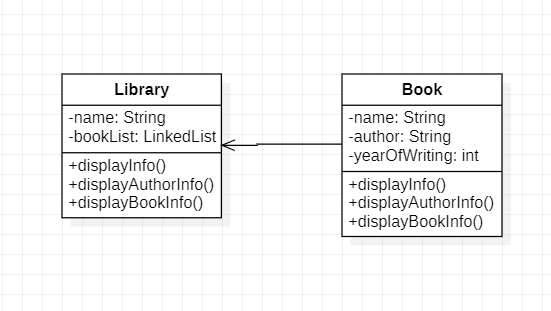 Library
-name: String
-bookList: LinkedList
+displayInfo()
+displayAuthorInfo()
+displayBookInfo()
Book
-name: String
-author: String
-yearOfWriting: int
+displayInfo()
+displayAuthorInfo()
+displayBookInfo()